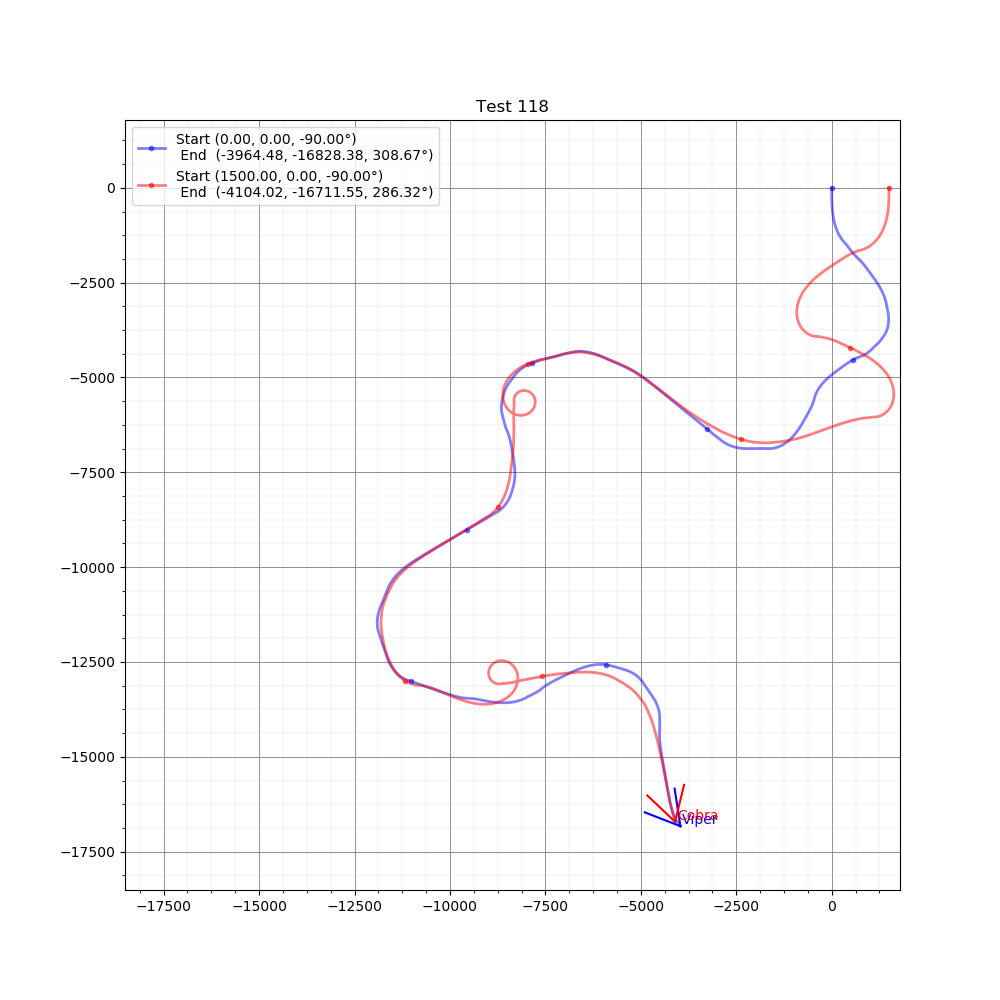 Test 118
Start (0.00, 0.00, -90.00°)
End (-3964.48, -16828.38, 308.67°)
Start (1500.00, 0.00, -90.00°)
End (-4104.02, -16711.55, 286.32°)
0
−2500
−5000
−7500
−10000
−12500
−15000
−17500
Cobra
Viper
−17500 −15000 −12500 −10000 −7500 −5000 −2500 0